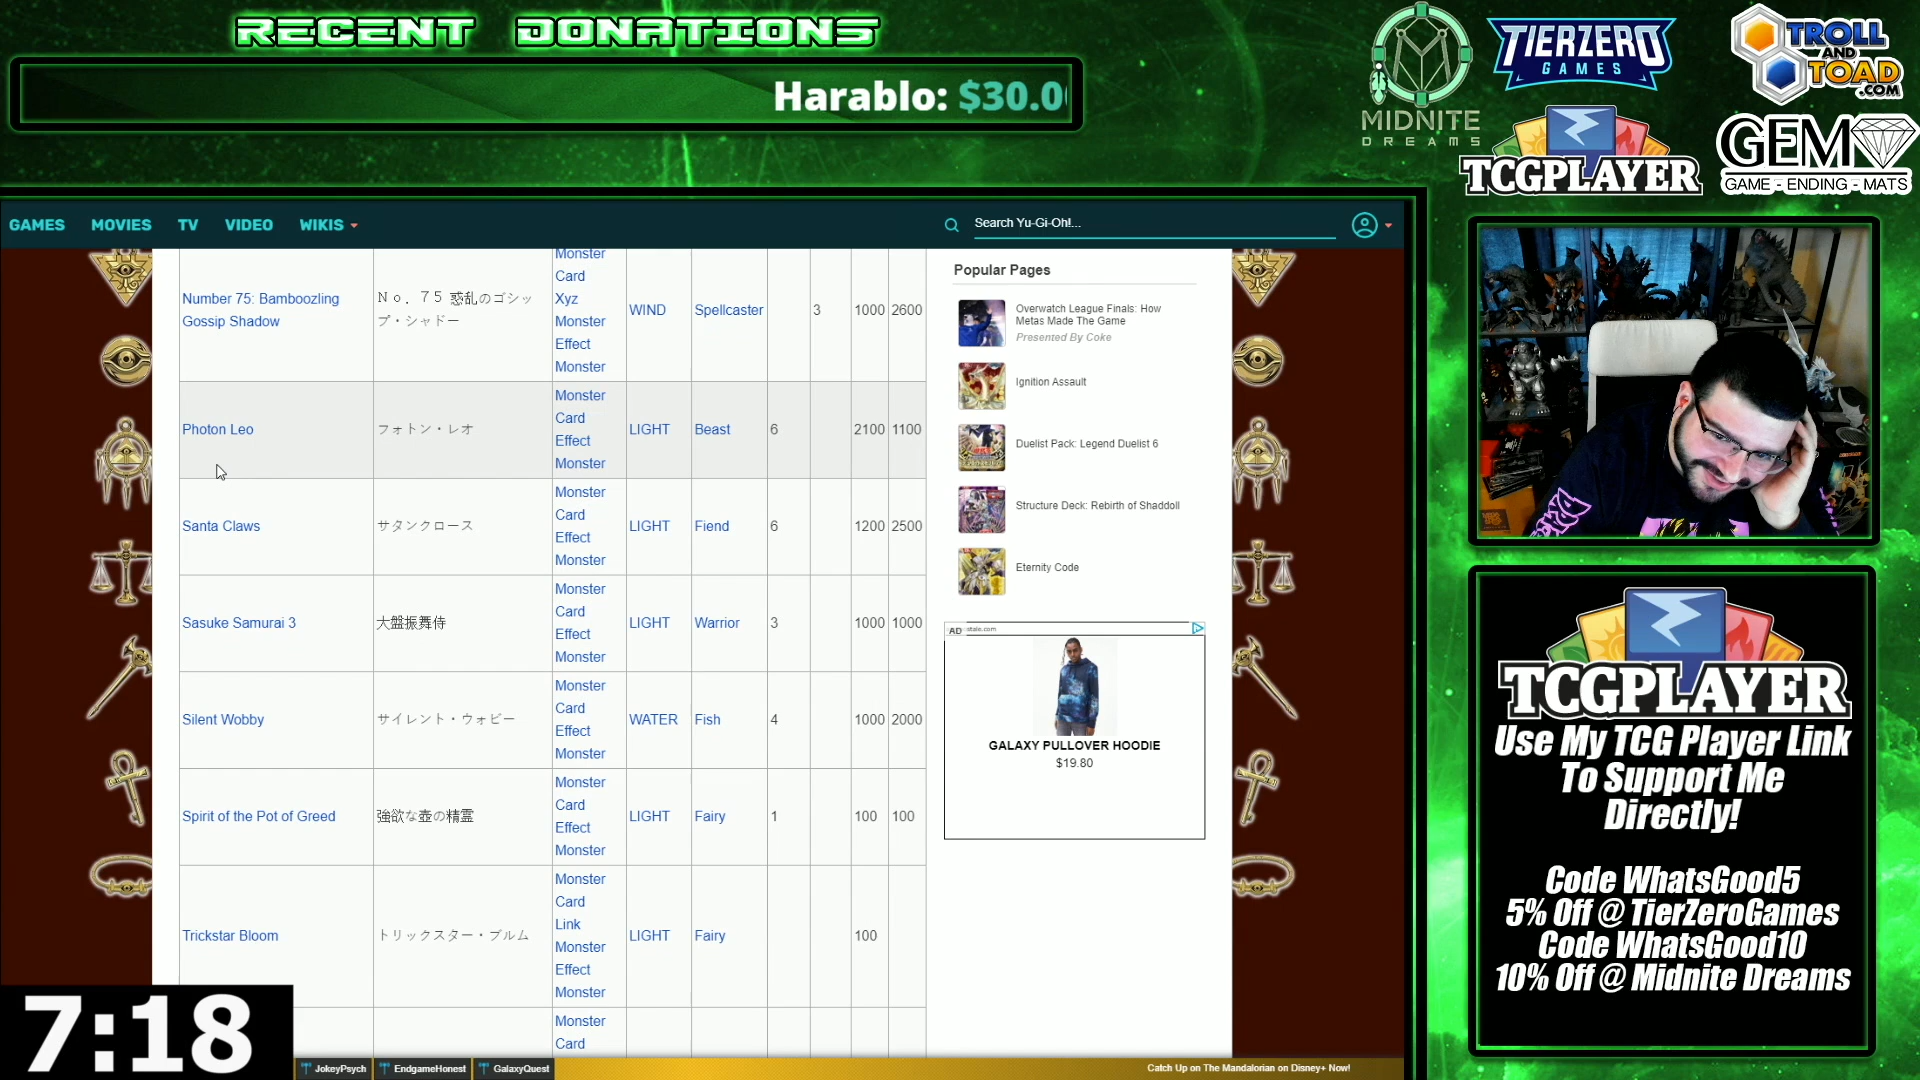 RECENT DONATIONS
Harablo: $30.0
MIDNITE
DREAMS
TIERZERO
GAMES
TROLL
AND
TOAD
.COM
TCGPLAYER
GEM
GAME-ENDING-MATS
GAMES MOVIES TV VIDEO WIKIS
Search Yu-Gi-Oh!...
Monster
Card
Xyz
Monster
Effect
Monster
Number 75: Bamboozling
Gossip Shadow
Ｎｏ．７５ 惑乱のゴシッ
プ・シャドー
WIND Spellcaster 3 1000 2600
Photon Leo フォトン・レオ
Monster
Card
Effect
Monster
LIGHT Beast 6 2100 1100
Santa Claws サタンクロース
Monster
Card
Effect
Monster
LIGHT Fiend 6 1200 2500
Sasuke Samurai 3 大盤振舞侍
Monster
Card
Effect
Monster
LIGHT Warrior 3 1000 1000
Silent Wobby サイレント・ウォビー
Monster
Card
Effect
Monster
WATER Fish 4 1000 2000
Spirit of the Pot of Greed 強欲な壺の精霊
Monster
Card
Effect
Monster
LIGHT Fairy 1 100 100
Trickstar Bloom トリックスター・ブルム
Monster
Card
Link
Monster
Effect
Monster
LIGHT Fairy 100
Monster
Card
Popular Pages
Overwatch League Finals: How
Metas Made The Game
Presented By Coke
Ignition Assault
Duelist Pack: Legend Duelist 6
Structure Deck: Rebirth of Shaddoll
Eternity Code
AD
GALAXY PULLOVER HOODIE
$19.80
TCGPLAYER
Use My TCG Player Link
To Support Me
Directly!
Code WhatsGood5
5% Off @ TierZeroGames
Code WhatsGood10
10% Off @ Midnite Dreams
7:18
JokeyPsych EndgameHonest GalaxyQuest
Catch Up on The Mandalorian on Disney+ Now!